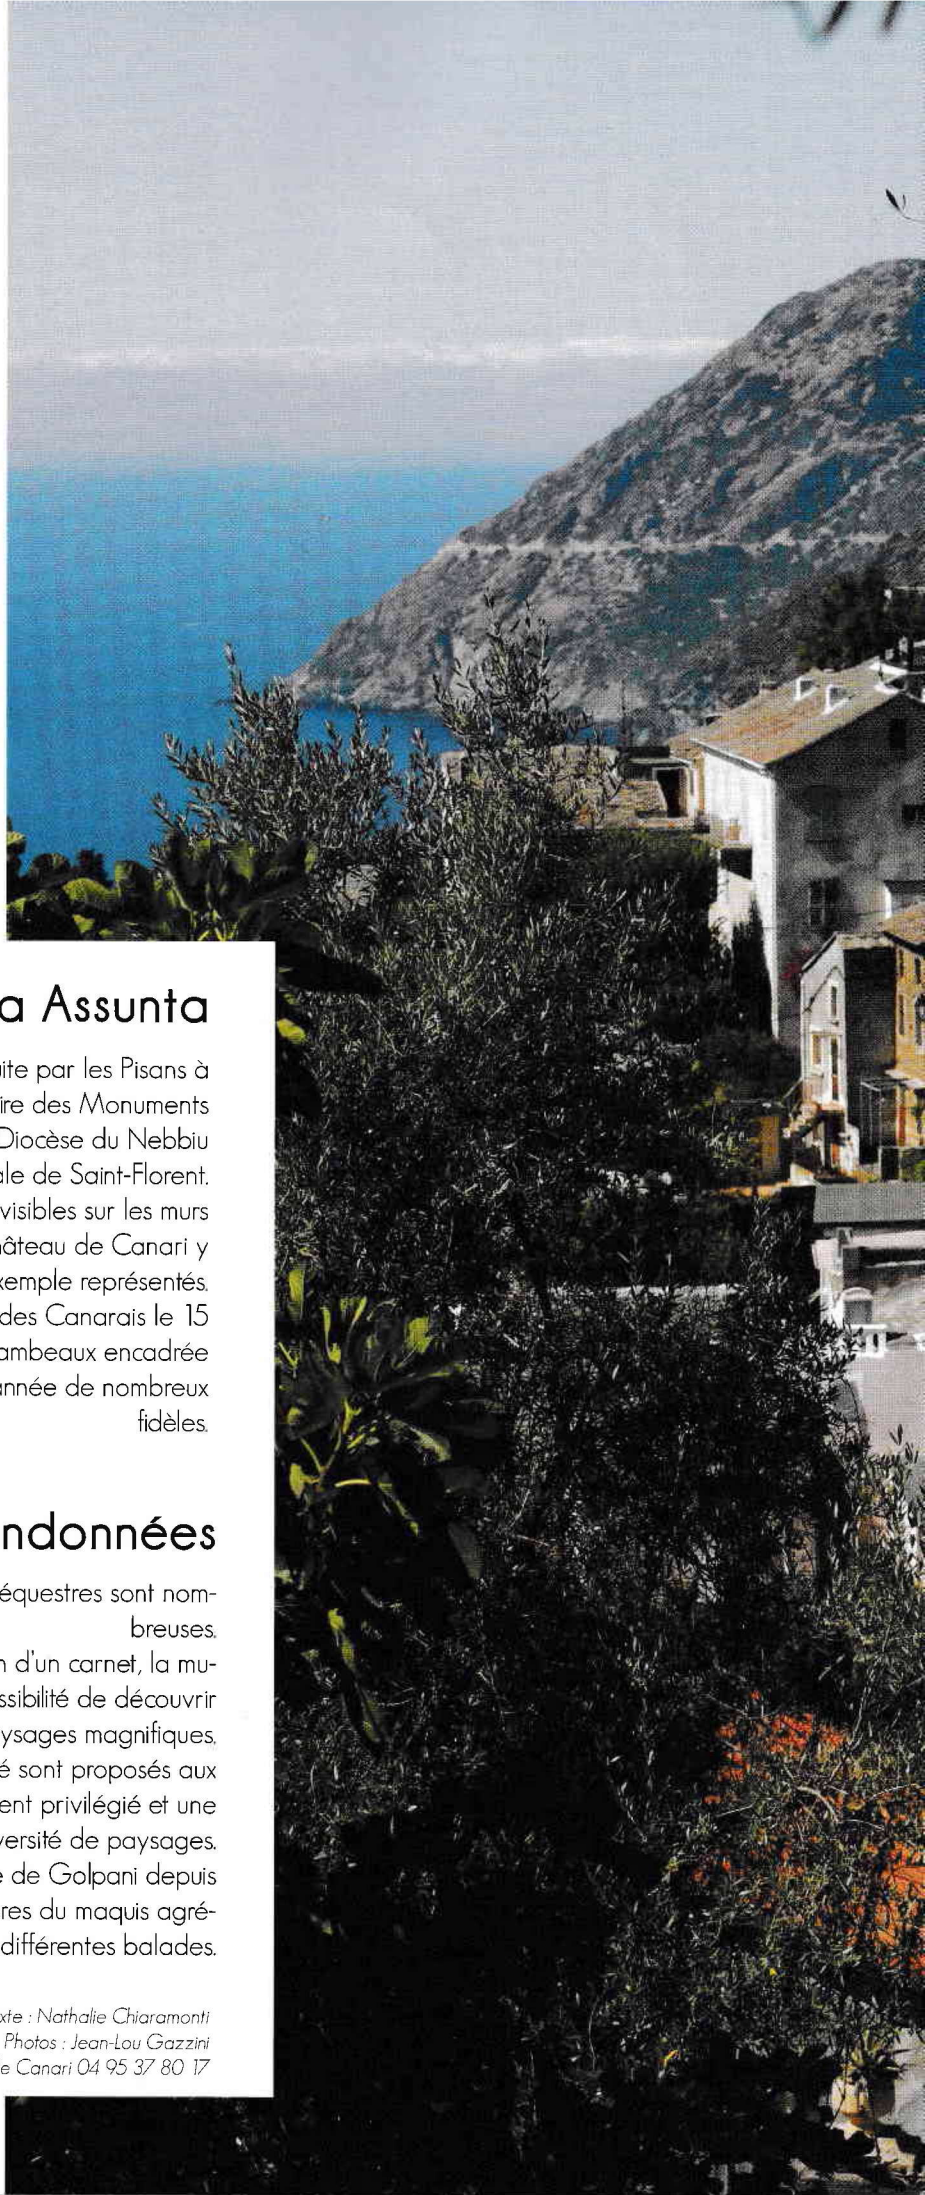 a Assunta
ite par les Pisans à
ire des Monuments
Diocèse du Nebbiu
ale de Saint-Florent.
visibles sur les murs
âteau de Canari y
xemple représentés.
des Canarais le 15
ambeaux encadrée
année de nombreux
fidèles.
ndonnées
équestres sont nom-
breuses.
n d'un carnet, la mu-
ssibilité de découvrir
ysages magnifiques.
é sont proposés aux
ent privilégié et une
versité de paysages.
e de Golpani depuis
res du maquis agré-
différentes balades.
xte : Nathalie Chiaramonti
Photos : Jean-Lou Gazzini
e Canari 04 95 37 80 17